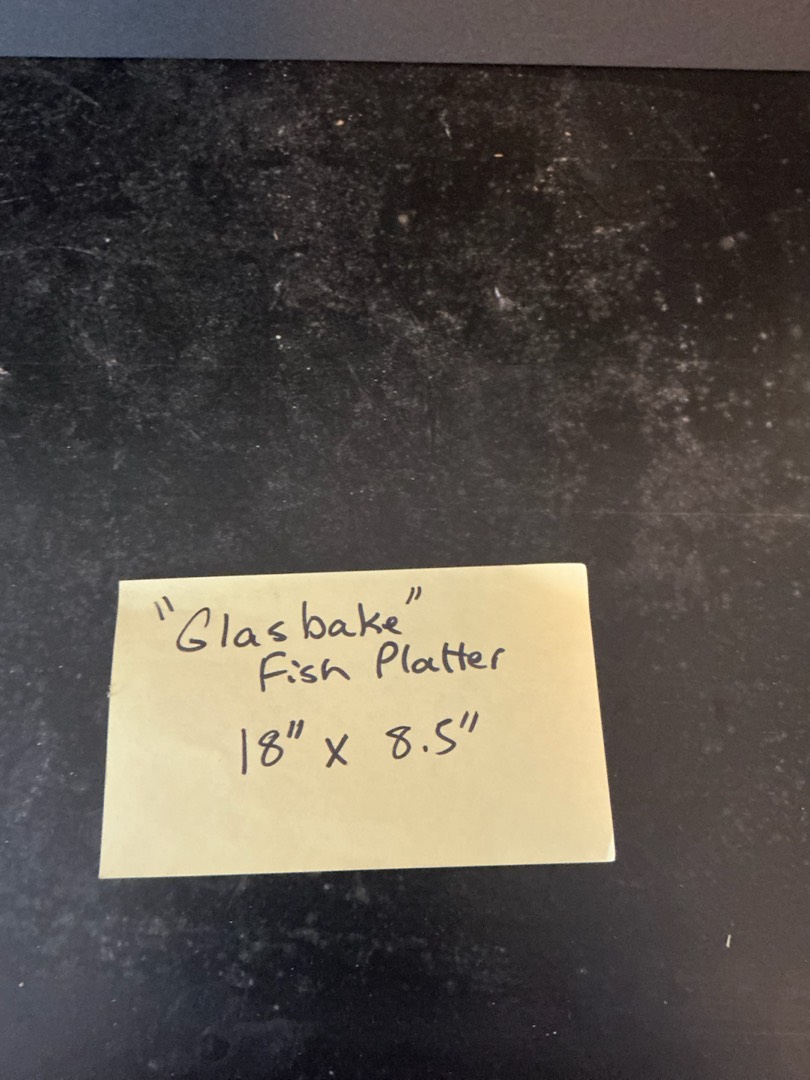 "Glasbake"
Fish Platter
18" x 8.5"